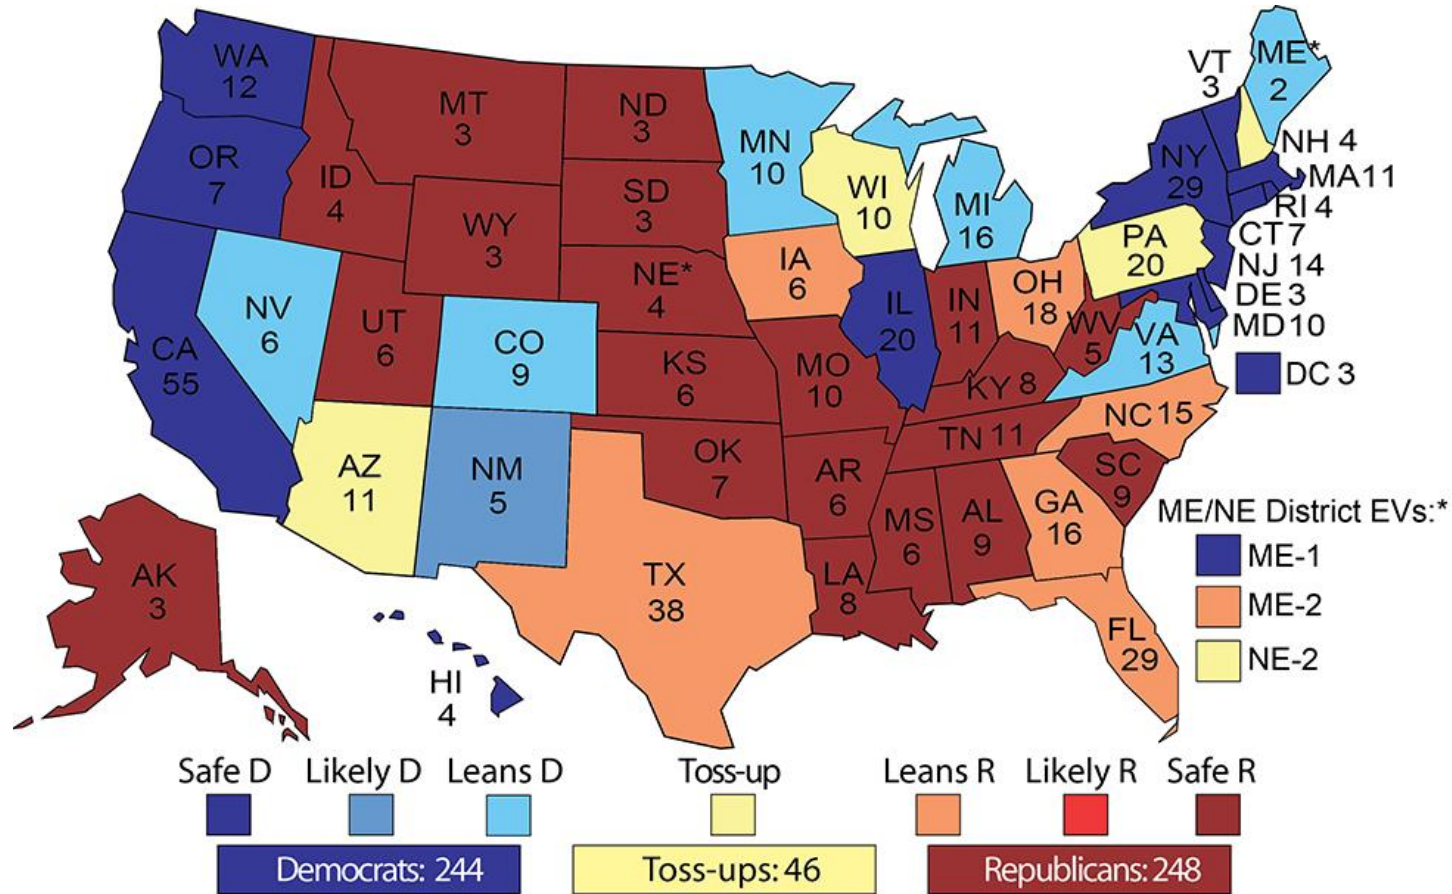 WA
12
OR
7
CA
55
NV
6
ID
4
MT
3
WY
3
UT
6
AZ
11
CO
9
NM
5
ND
3
SD
3
NE*
4
KS
6
OK
7
TX
38
MN
10
IA
6
MO
10
AR
6
LA
8
WI
10
IL
20
MI
16
IN
11
OH
18
KY 8
TN 11
MS
6
AL
9
GA
16
FL
29
SC
9
NC 15
VA
13
WV
5
PA
20
NY
29
VT
3
ME*
2
NH 4
MA 11
RI 4
CT 7
NJ 14
DE 3
MD 10
DC 3
AK
3
HI
4
ME/NE District EVs:*
ME-1
ME-2
NE-2
Safe D
Likely D
Leans D
Toss-up
Leans R
Likely R
Safe R
Democrats: 244
Toss-ups: 46
Republicans: 248